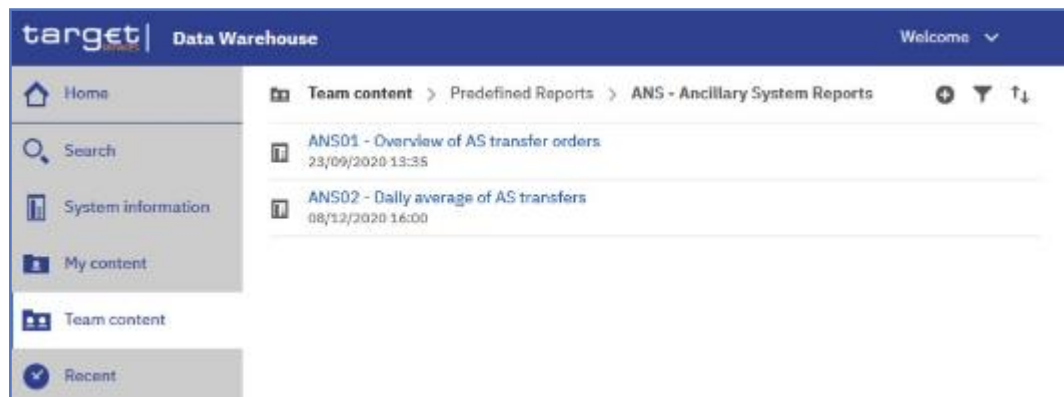 target| Data Warehouse
Welcome
Home
Team content > Predefined Reports > ANS - Ancillary System Reports
Search
ANS01 - Overview of AS transfer orders
23/09/2020 13:35
System information
ANS02 - Daily average of AS transfers
08/12/2020 16:00
My content
Team content
Recent